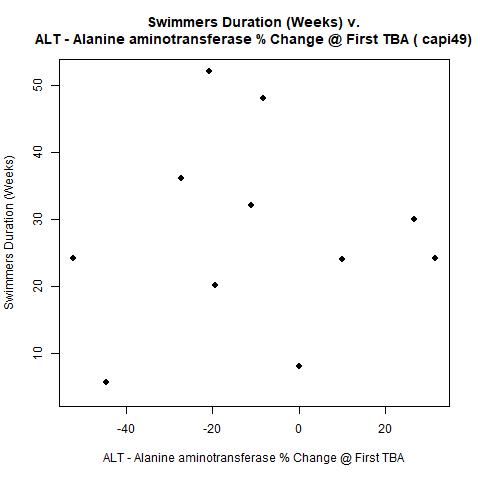 Swimmers Duration (Weeks) v.
ALT - Alanine aminotransferase % Change @ First TBA ( capi49)
Swimmers Duration (Weeks)
50
40
30
20
10
-40
-20
0
20
ALT - Alanine aminotransferase % Change @ First TBA